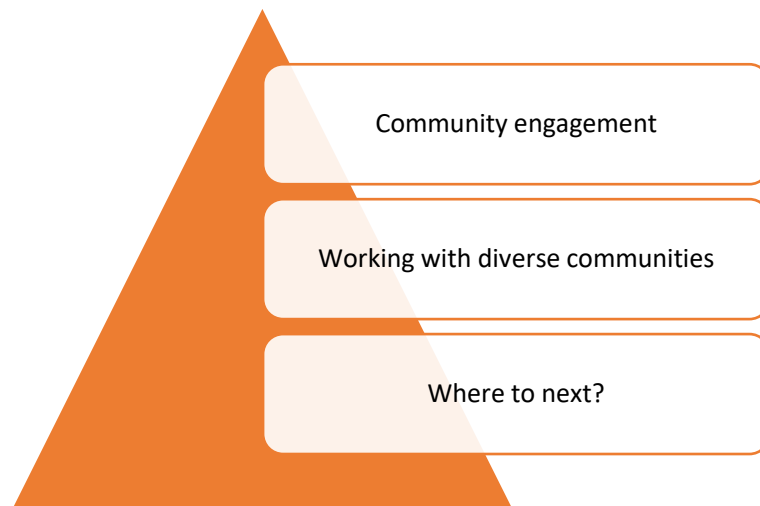 Community engagement
Working with diverse communities
Where to next?